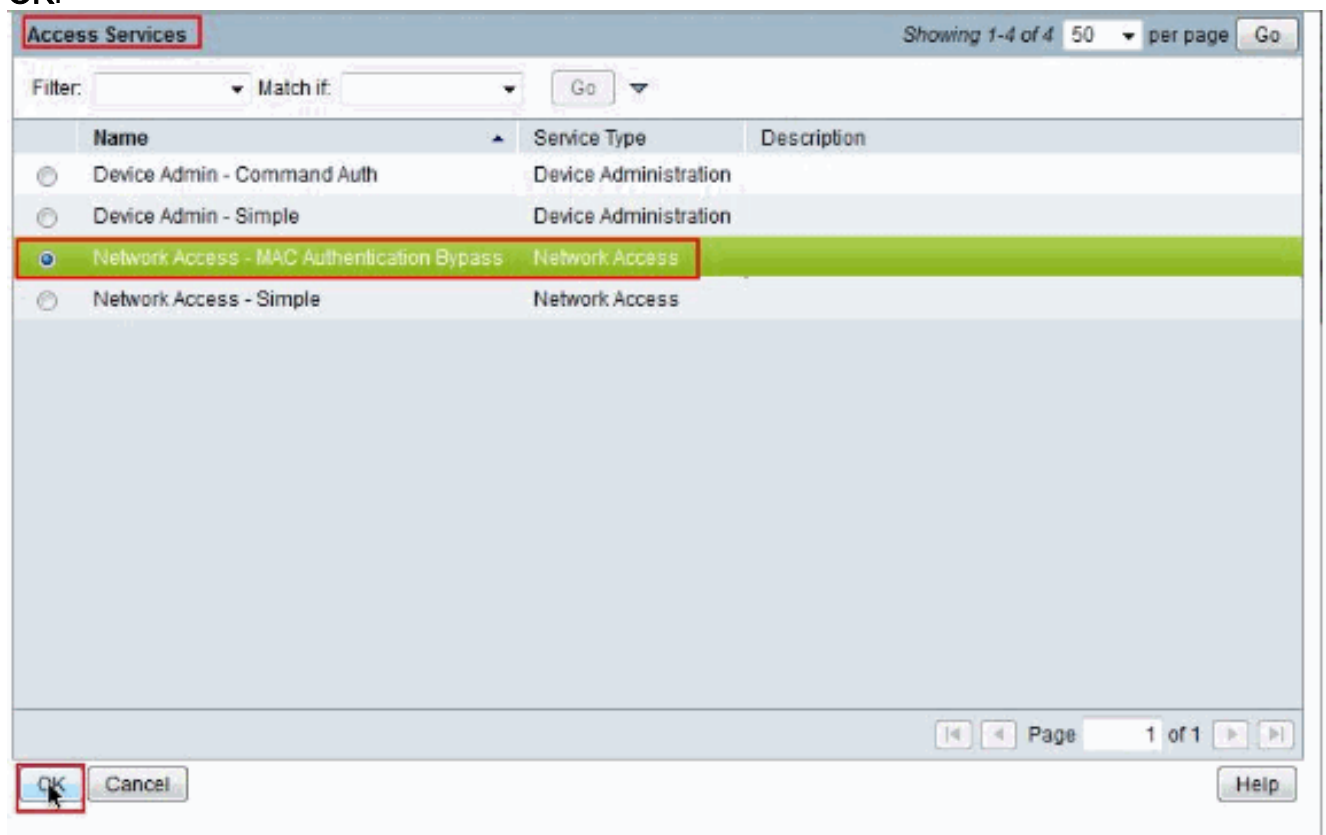 OK.
Access Services Showing 1-4 of 4 50 per page Go
Filter: Match if: Go
Name Service Type Description
Device Admin - Command Auth Device Administration
Device Admin - Simple Device Administration
Network Access - MAC Authentication Bypass Network Access
Network Access - Simple Network Access
Page 1 of 1
OK Cancel Help